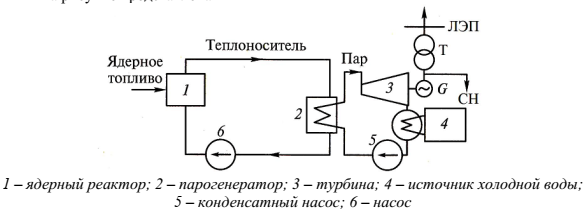 ЛЭП
Т
Теплоноситель
Пар
Ядерное
топливо
1
2
3
G
СН
4
5
6
1 – ядерный реактор; 2 – парогенератор; 3 – турбина; 4 – источник холодной воды;
5 – конденсатный насос; 6 – насос